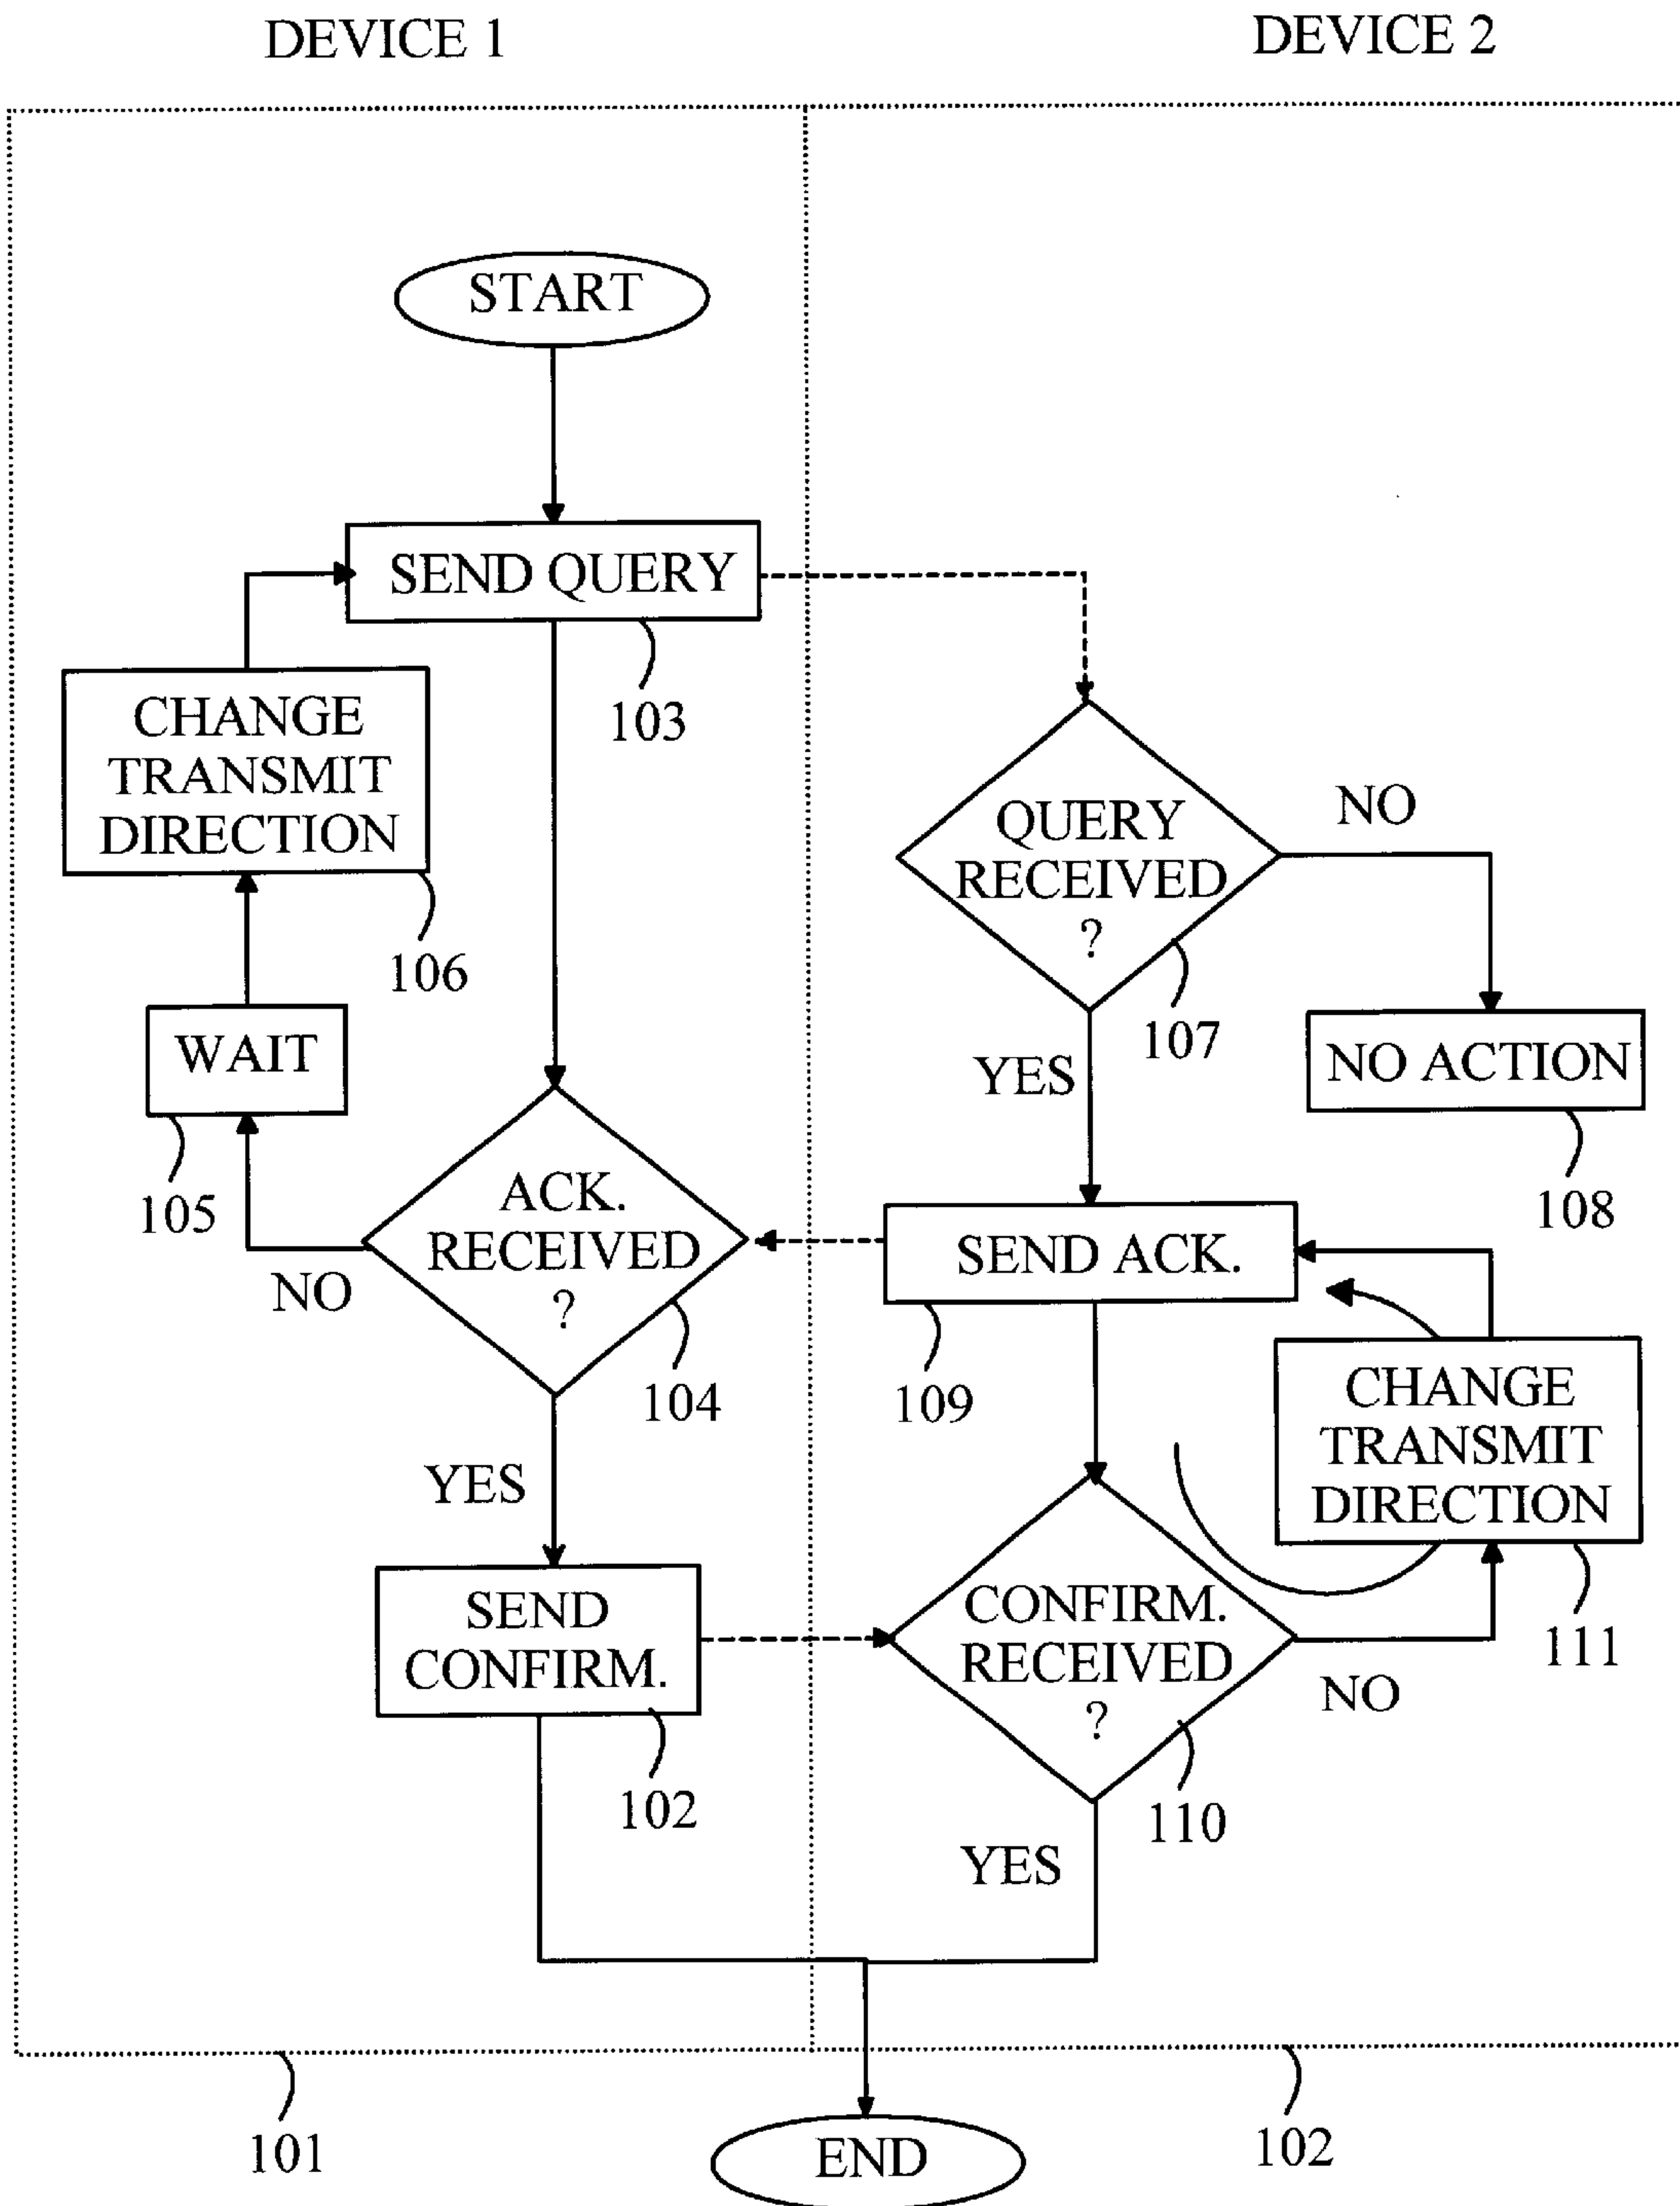 DEVICE 1
DEVICE 2
START
SEND QUERY
103
CHANGE
TRANSMIT
DIRECTION
106
QUERY
RECEIVED
?
107
NO
WAIT
105
YES
NO ACTION
108
ACK.
RECEIVED
?
104
NO
SEND ACK.
109
CHANGE
TRANSMIT
DIRECTION
111
YES
SEND
CONFIRM.
102
CONFIRM.
RECEIVED
?
110
NO
YES
101
END
102